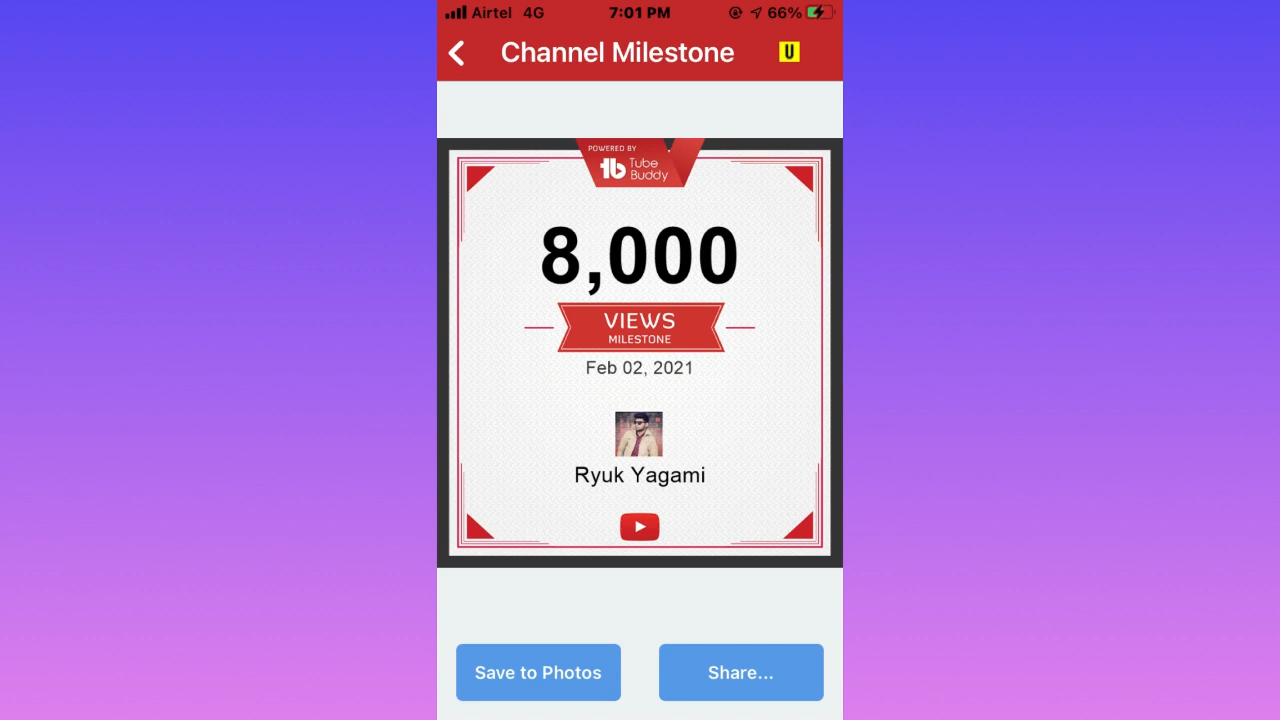 Airtel 4G 7:01 PM 66%
Channel Milestone U
POWERED BY
tb Tube
Buddy
8,000
VIEWS
MILESTONE
Feb 02, 2021
Ryuk Yagami
Save to Photos Share...